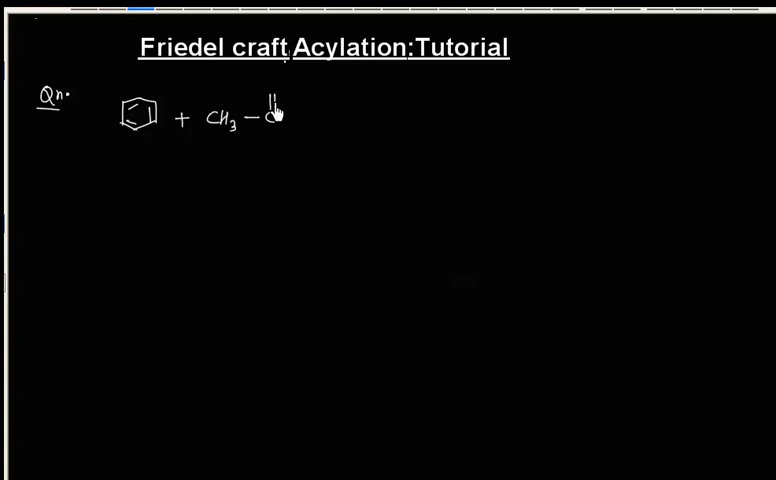 Friedel craft Acylation:Tutorial
Qn.
+ CH3 - C